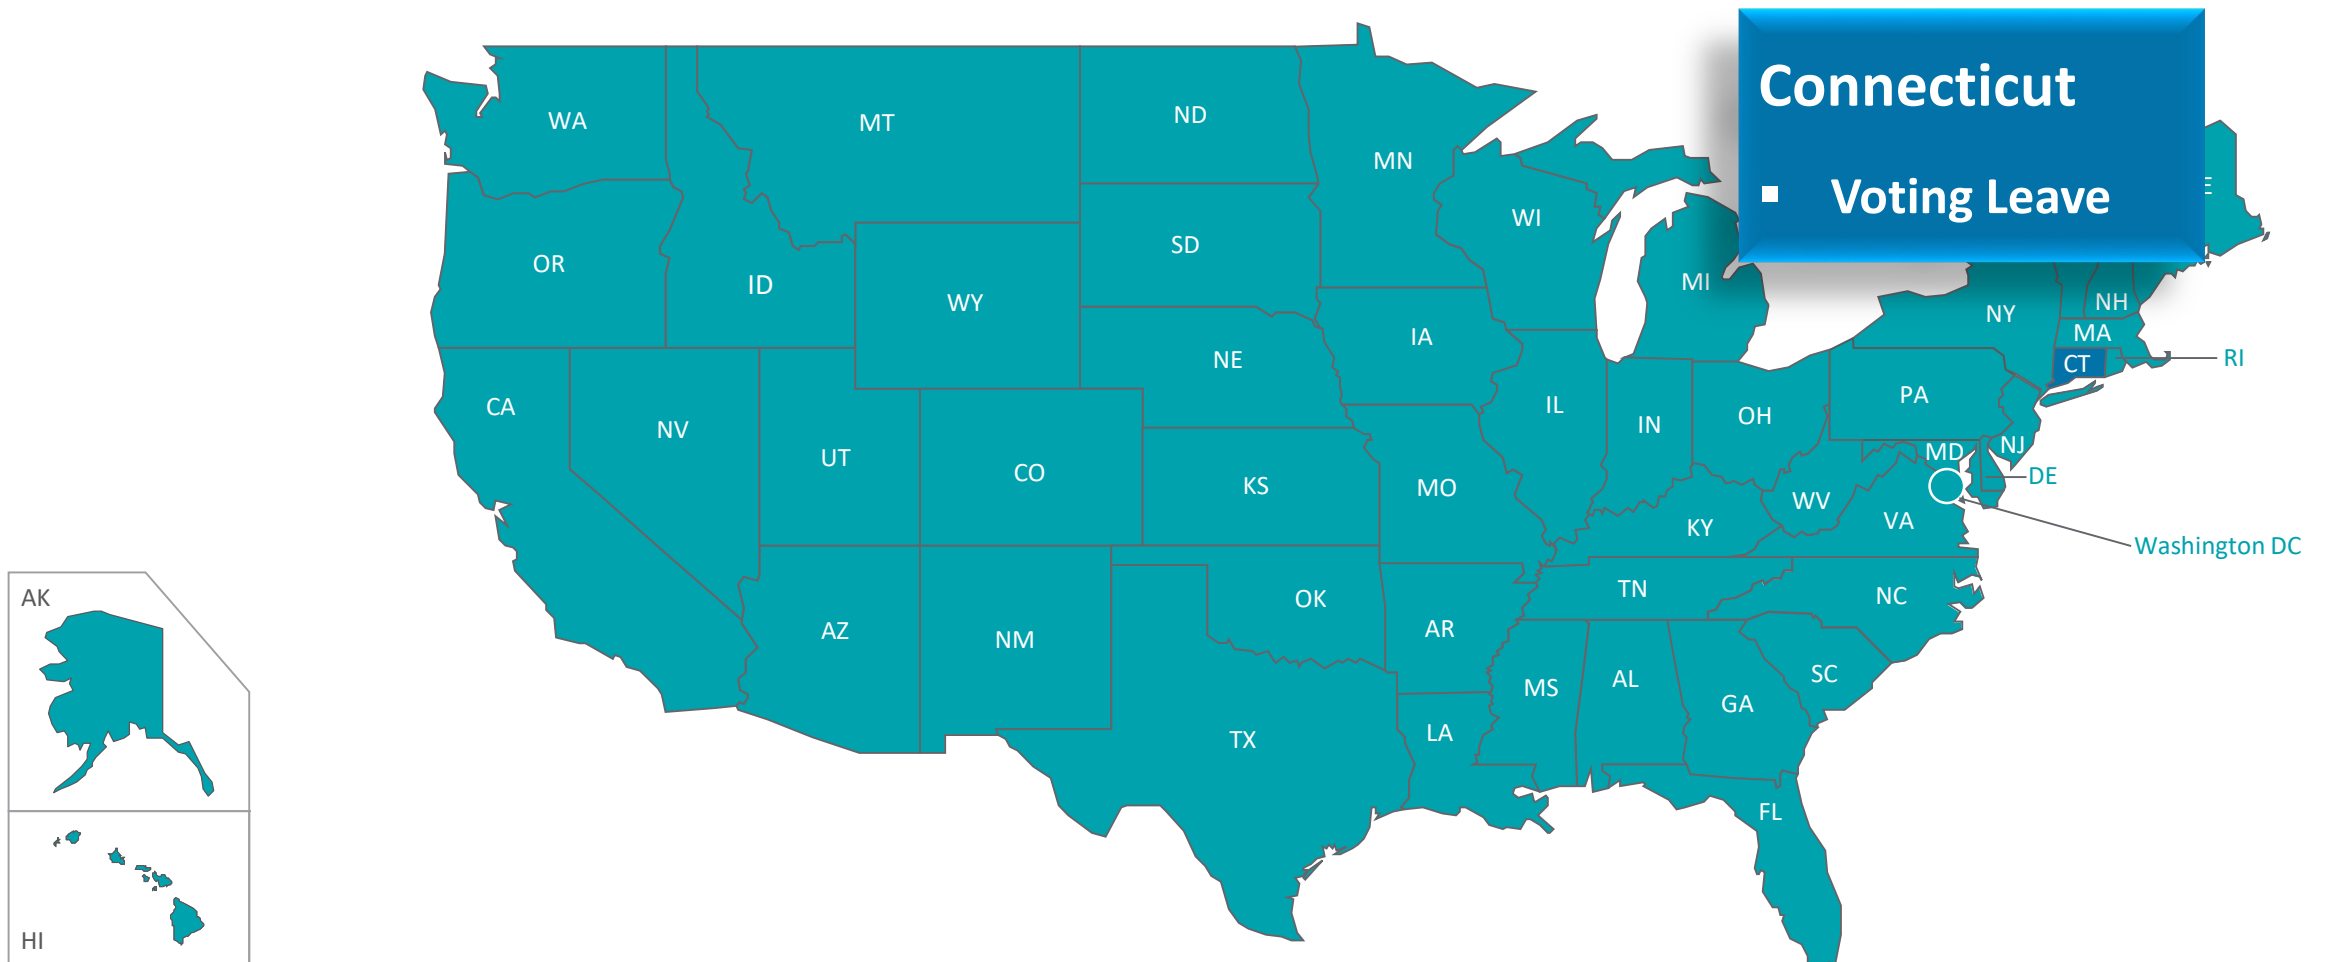 Connecticut
▪ Voting Leave
WA
MT
ND
MN
WI
MI
OR
ID
WY
SD
NE
IA
IL
IN
OH
PA
NY
NH
MA
CT
RI
CA
NV
UT
CO
KS
MO
KY
WV
VA
MD
NJ
DE
Washington DC
AZ
NM
OK
AR
TN
NC
SC
MS
AL
GA
TX
LA
FL
AK
HI